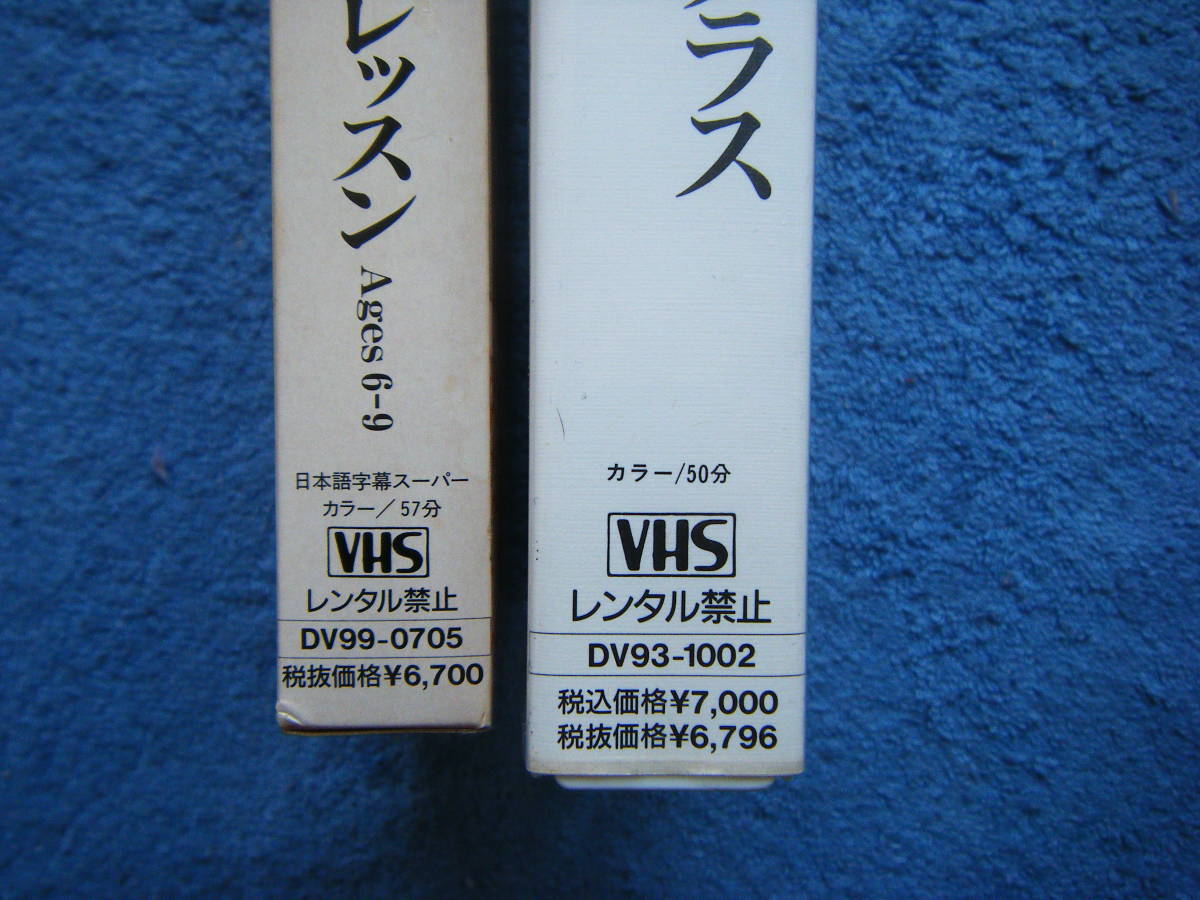 レッスン Ages 6-9
日本語字幕スーパー
カラー／57分
VHS
レンタル禁止
DV99-0705
税抜価格¥6,700
ラス
カラー/50分
VHS
レンタル禁止
DV93-1002
税込価格¥7,000
税抜価格¥6,796